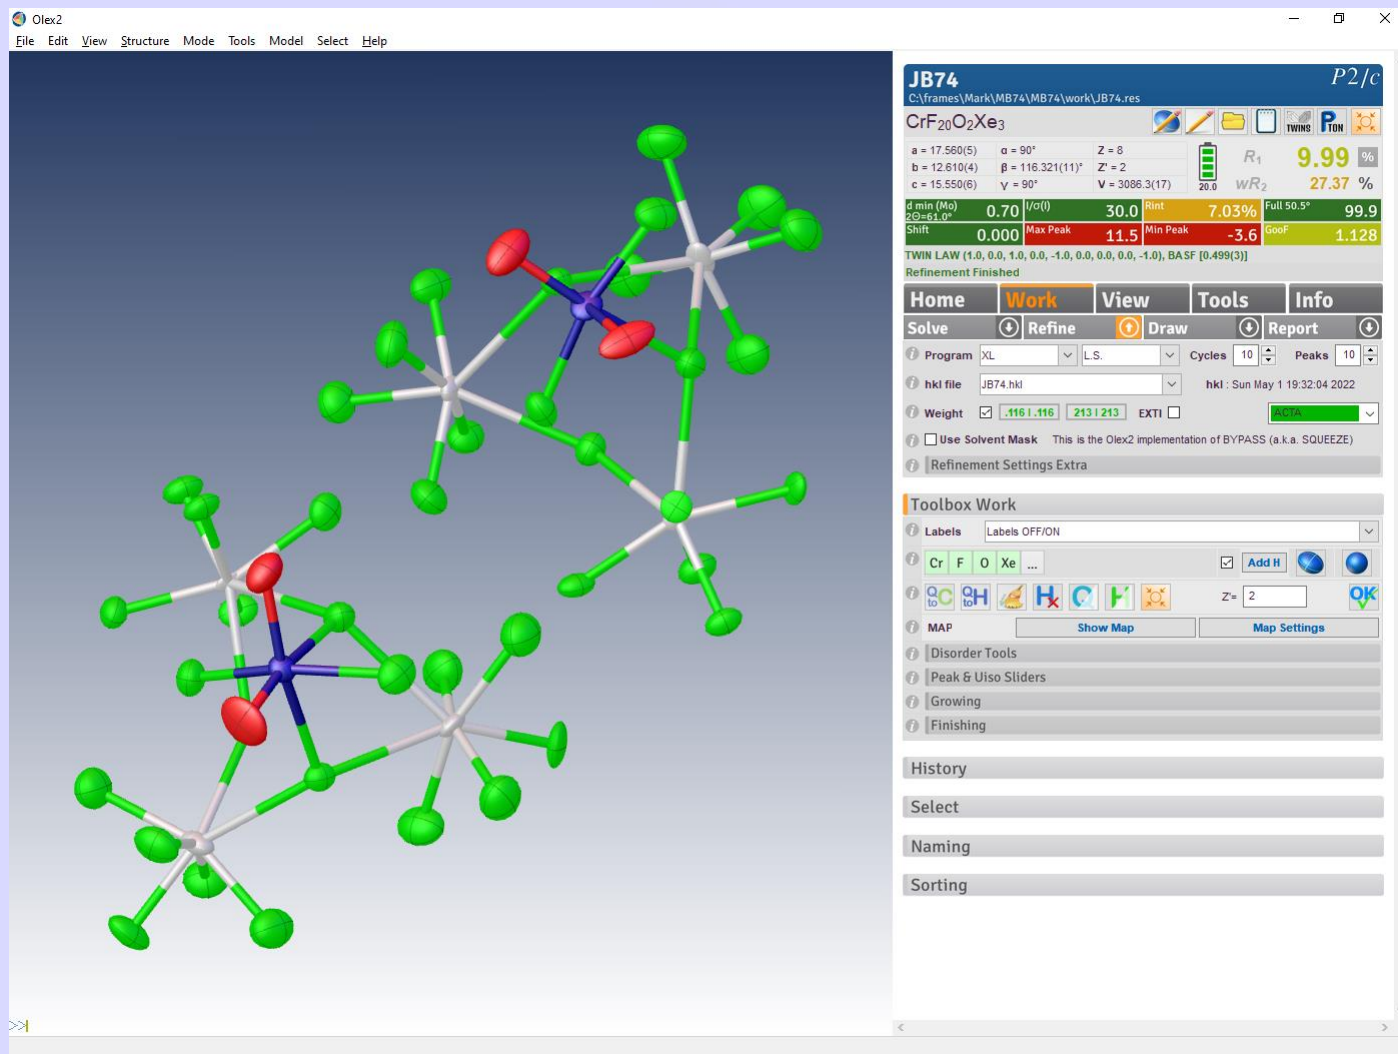 Olex2
File Edit View Structure Mode Tools Model Select Help
JB74 P2/c
C:\frames\Mark\MB74\MB74\work\JB74.res
CrF₂₀O₂Xe₃ TWINS PTON
a = 17.560(5) α = 90° Z = 8 R₁ 9.99 %
b = 12.610(4) β = 116.321(11)° Z' = 2
c = 15.550(6) γ = 90° V = 3086.3(17) 20.0 wR₂ 27.37 %
d min (Mo) 2Θ=61.0° 0.70 I/σ(I) 30.0 Rint 7.03% Full 50.5° 99.9
Shift 0.000 Max Peak 11.5 Min Peak -3.6 GooF 1.128
TWIN LAW (1.0, 0.0, 1.0, 0.0, -1.0, 0.0, 0.0, 0.0, -1.0), BASF [0.499(3)]
Refinement Finished
Home Work View Tools Info
Solve Refine Draw Report
Program XL L.S. Cycles 10 Peaks 10
hkl file JB74.hkl hkl : Sun May 1 19:32:04 2022
Weight .116 | .116 213 | 213 EXTI ACTA
Use Solvent Mask This is the Olex2 implementation of BYPASS (a.k.a. SQUEEZE)
Refinement Settings Extra
Toolbox Work
Labels Labels OFF/ON
Cr F O Xe ... Add H
Q to C Q to H H Z'= 2 OK
MAP Show Map Map Settings
Disorder Tools
Peak & Uiso Sliders
Growing
Finishing
History
Select
Naming
Sorting
>>